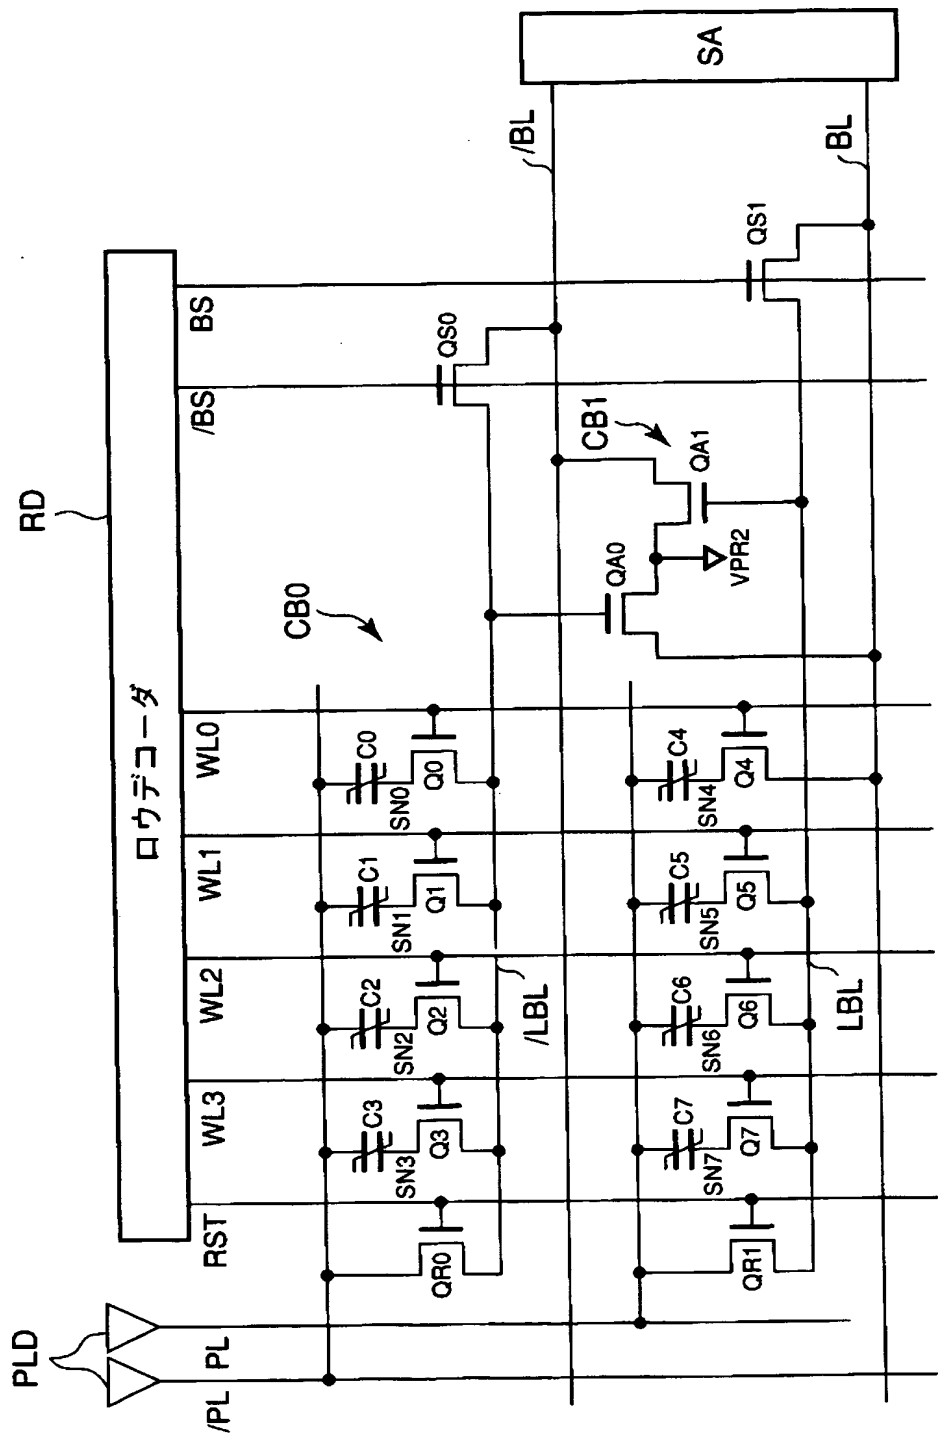 PLD
/PL
PL
RD
ロウデコーダ
RST
WL3
WL2
WL1
WL0
/BS
BS
CB0
C3
C2
C1
C0
SN3
SN2
SN1
SN0
QR0
Q3
Q2
Q1
Q0
QS0
/LBL
/BL
SA
QA0
VPR2
CB1
QA1
C7
C6
C5
C4
SN7
SN6
SN5
SN4
QR1
Q7
Q6
Q5
Q4
QS1
LBL
BL